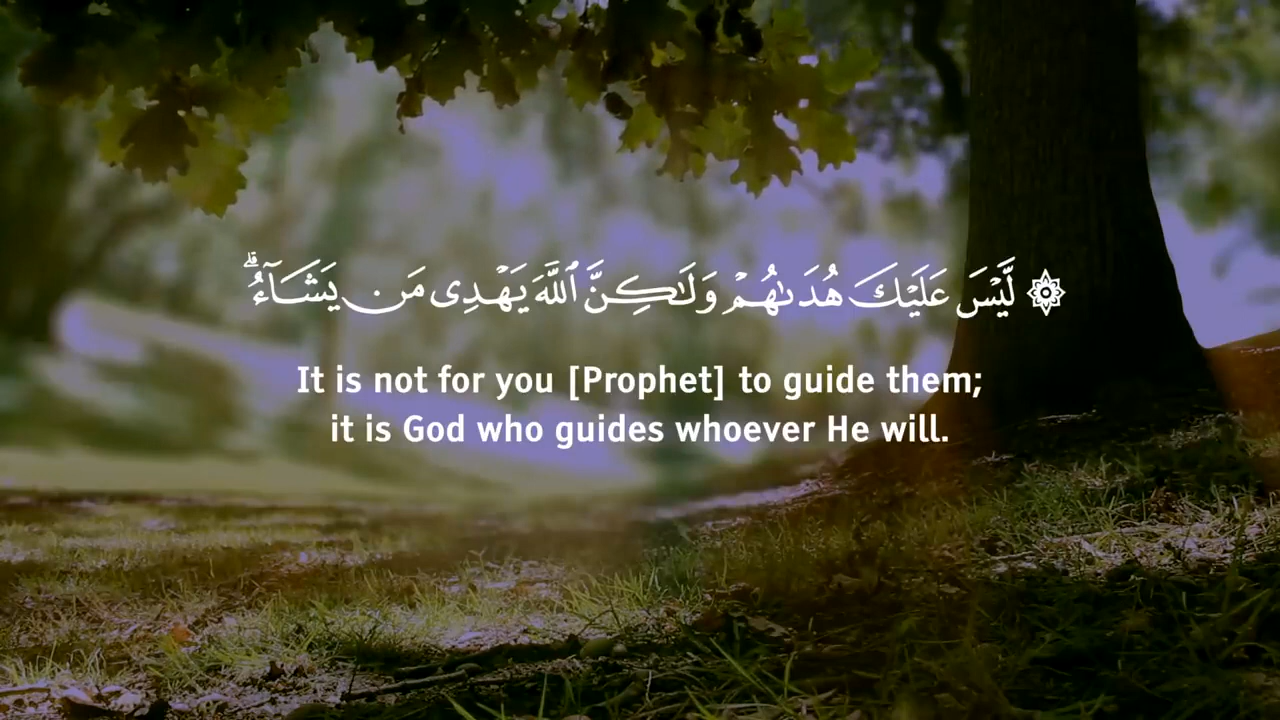 ۞ لَّيْسَ عَلَيْكَ هُدَىٰهُمْ وَلَـٰكِنَّ ٱللَّهَ يَهْدِى مَن يَشَآءُ ۗ
It is not for you [Prophet] to guide them;
it is God who guides whoever He will.